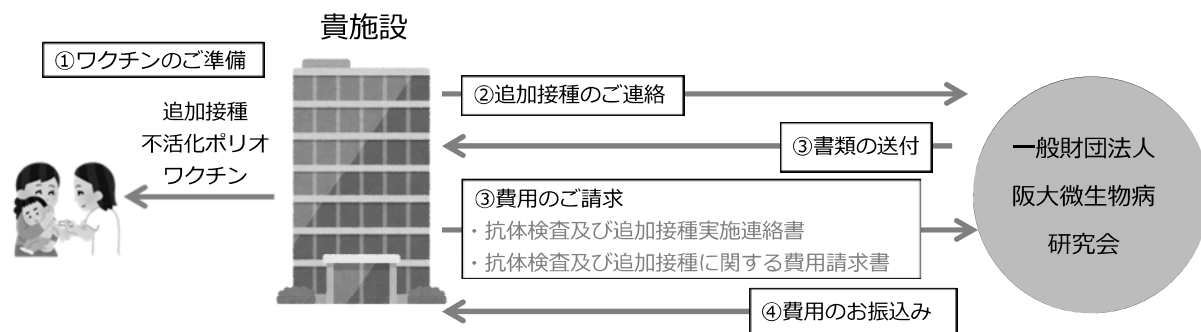 貴施設
①ワクチンのご準備
追加接種
不活化ポリオ
ワクチン
②追加接種のご連絡
③書類の送付
③費用のご請求
・抗体検査及び追加接種実施連絡書
・抗体検査及び追加接種に関する費用請求書
④費用のお振込み
一般財団法人
阪大微生物病
研究会